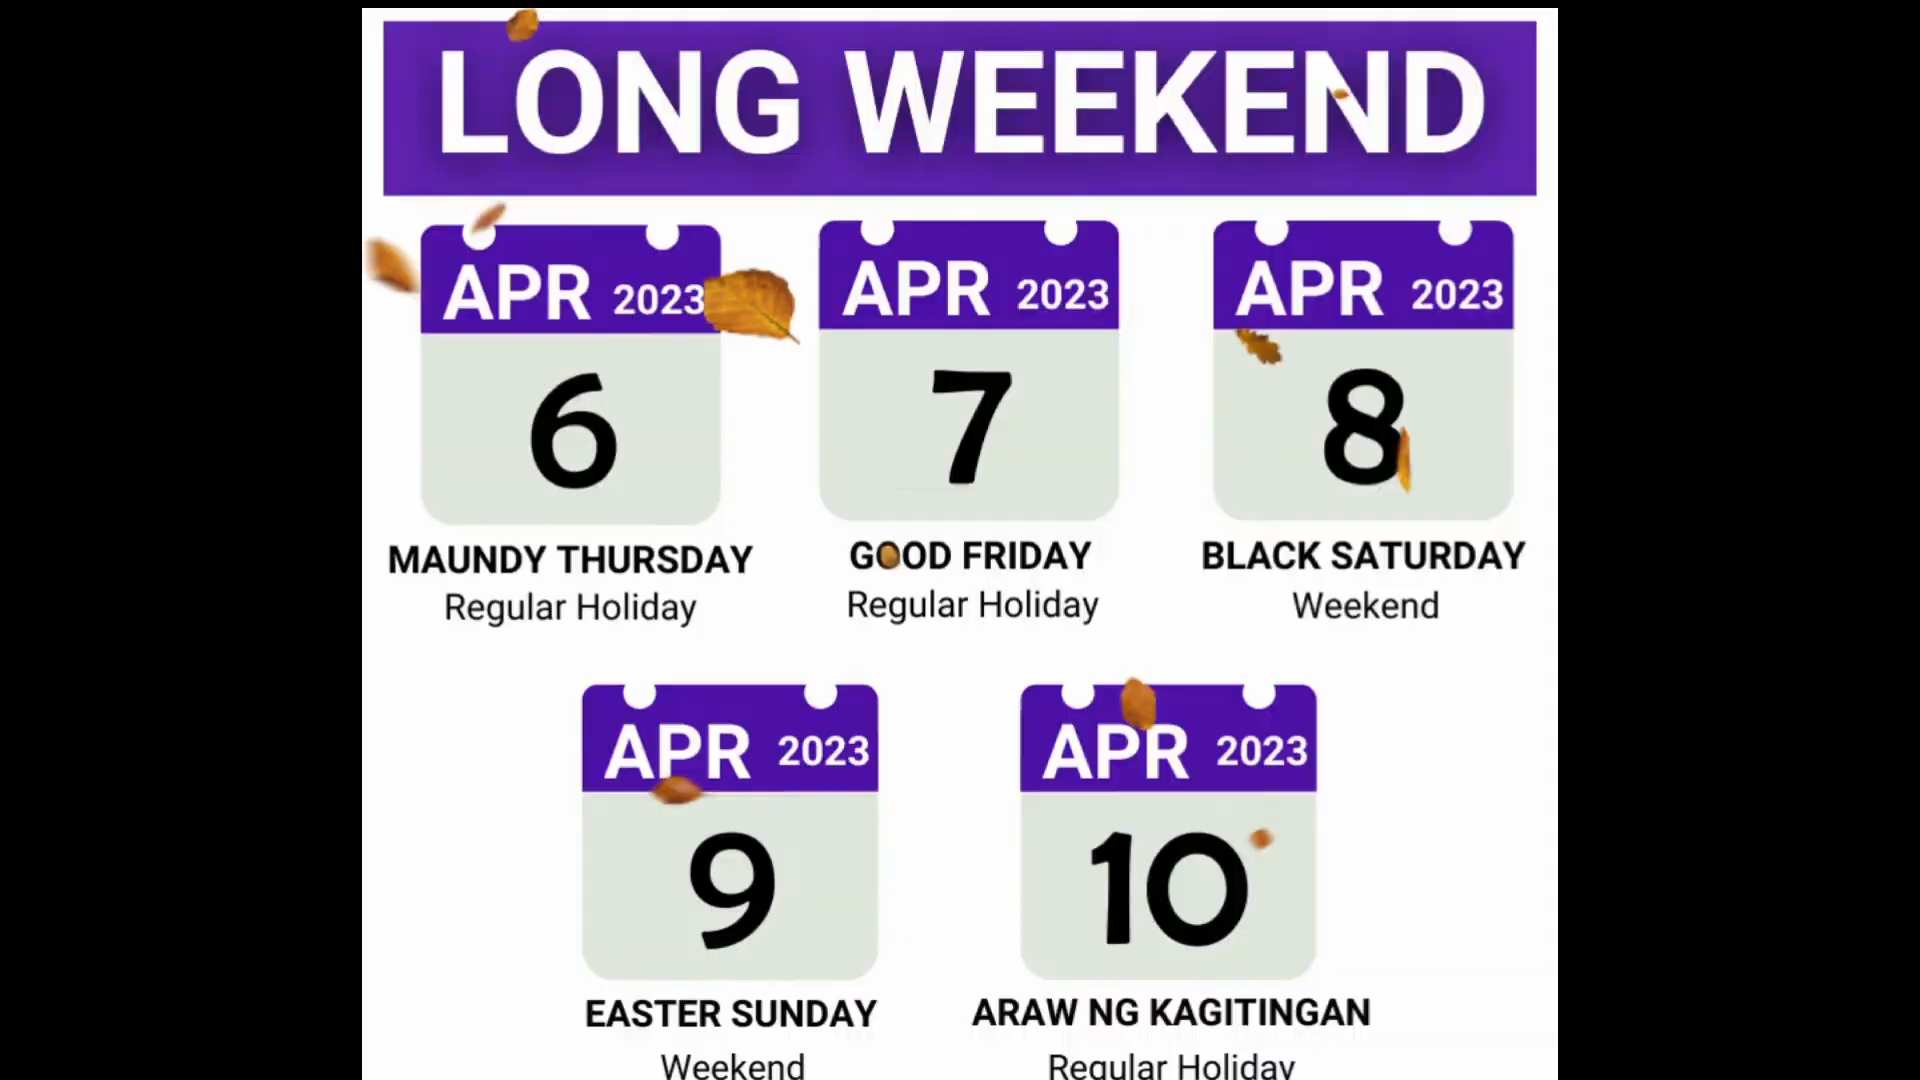 LONG WEEKEND
APR 2023
6
MAUNDY THURSDAY
Regular Holiday
APR 2023
7
GOOD FRIDAY
Regular Holiday
APR 2023
8
BLACK SATURDAY
Weekend
APR 2023
9
EASTER SUNDAY
Weekend
APR 2023
10
ARAW NG KAGITINGAN
Regular Holiday